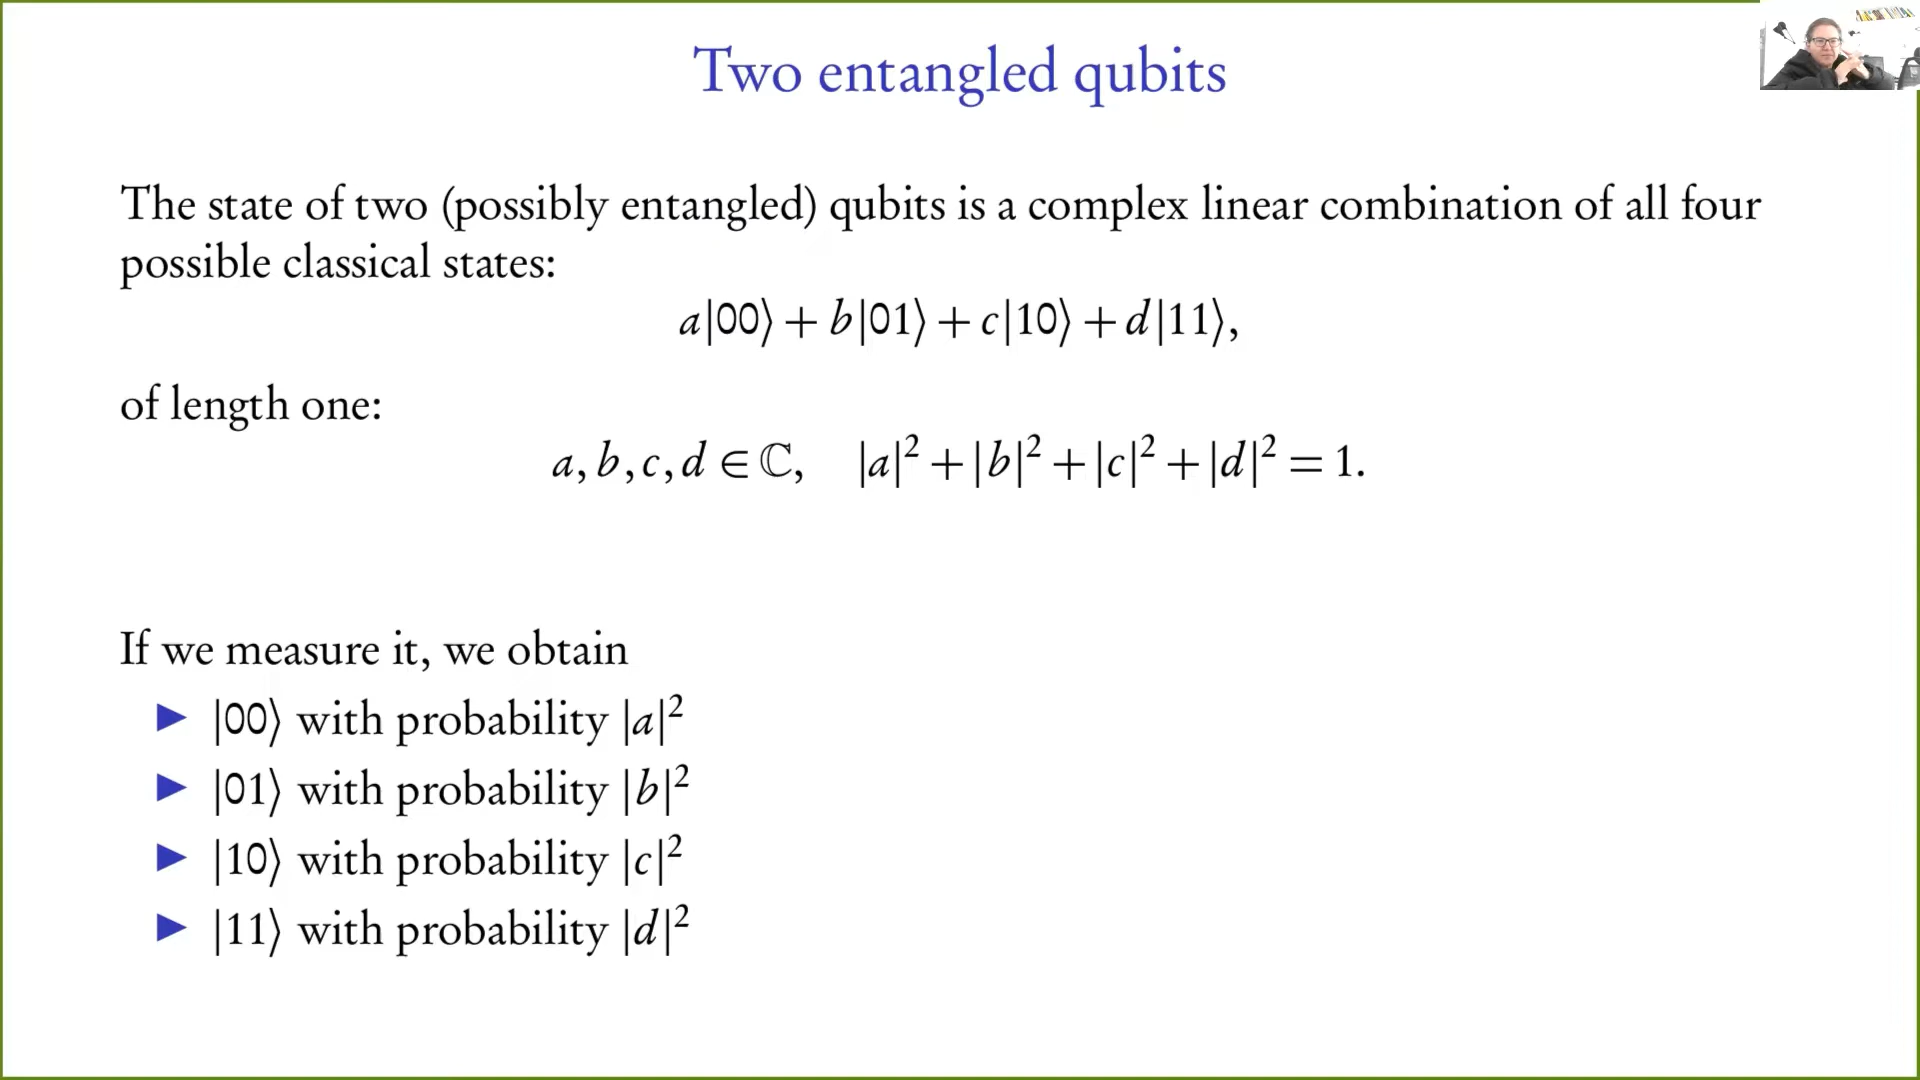 Two entangled qubits
The state of two (possibly entangled) qubits is a complex linear combination of all four
possible classical states:
a|00⟩ + b|01⟩ + c|10⟩ + d|11⟩,
of length one:
a, b, c, d ∈ ℂ, |a|² + |b|² + |c|² + |d|² = 1.
If we measure it, we obtain
▶ |00⟩ with probability |a|²
▶ |01⟩ with probability |b|²
▶ |10⟩ with probability |c|²
▶ |11⟩ with probability |d|²